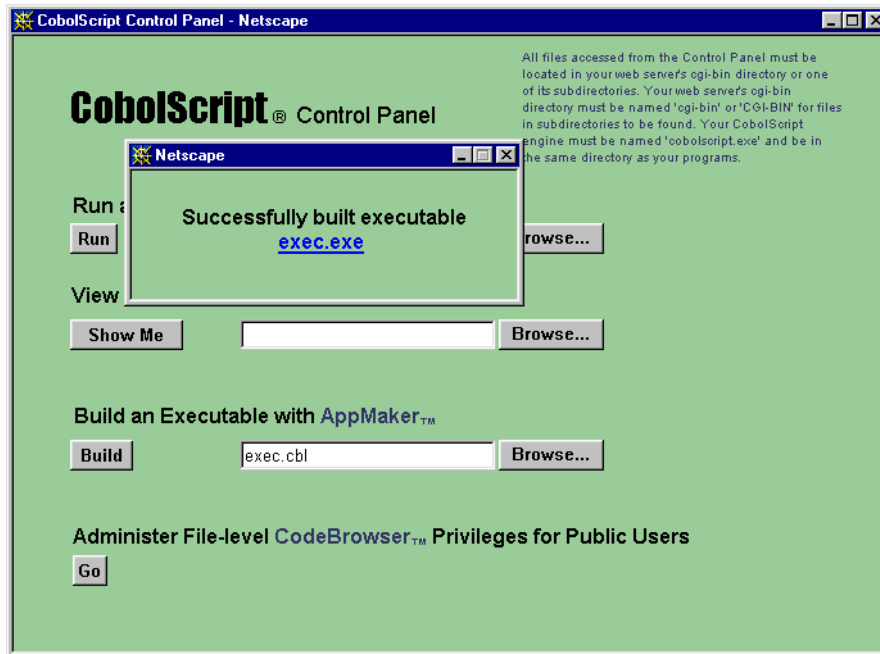 CobolScript Control Panel - Netscape
All files accessed from the Control Panel must be
located in your web server's cgi-bin directory or one
of its subdirectories. Your web server's cgi-bin
directory must be named 'cgi-bin' or 'CGI-BIN' for files
in subdirectories to be found. Your CobolScript
engine must be named 'cobolscript.exe' and be in
the same directory as your programs.
CobolScript ® Control Panel
Netscape
Successfully built executable
exec.exe
Run
Run
Browse...
View
Show Me
Browse...
Build an Executable with AppMaker™
Build
exec.cbl
Browse...
Administer File-level CodeBrowser™ Privileges for Public Users
Go